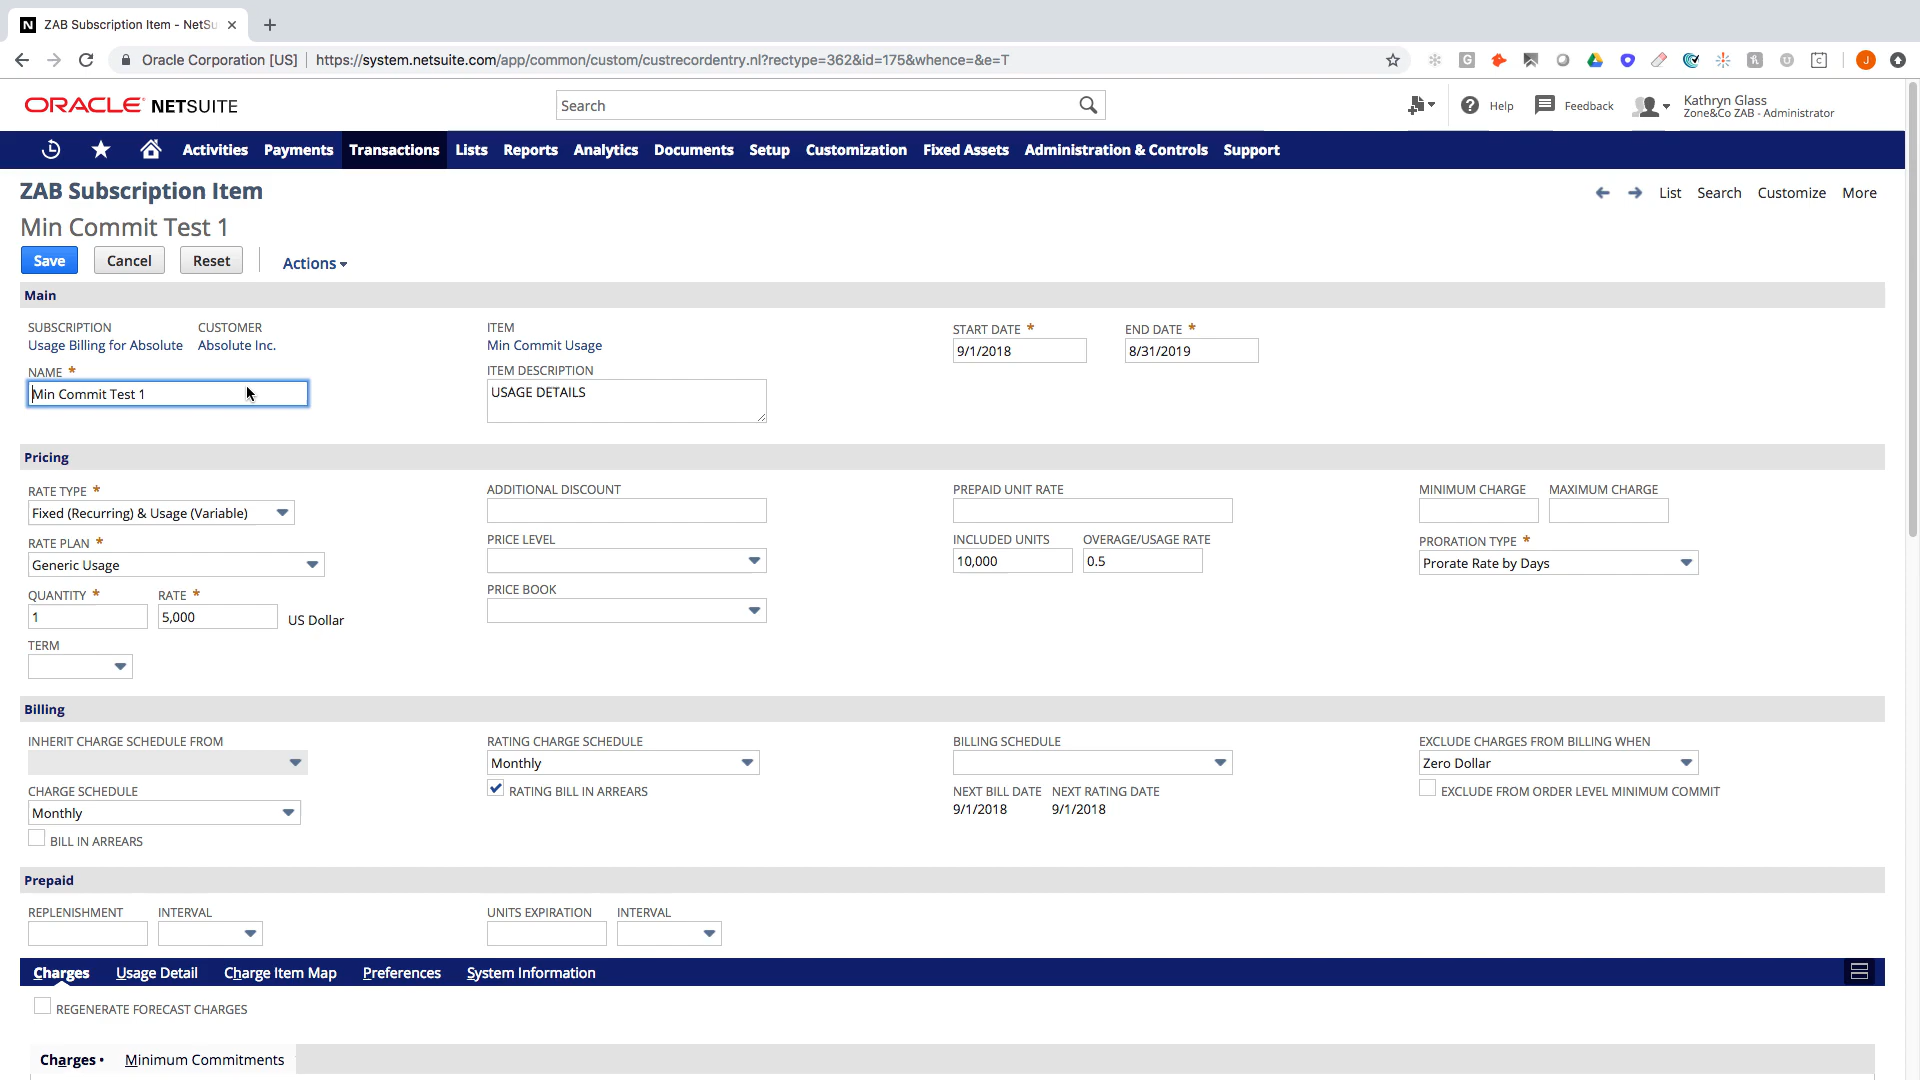 ZAB Subscription Item - NetSu
Oracle Corporation [US] https://system.netsuite.com/app/common/custom/custrecordentry.nl?rectype=362&id=175&whence=&e=T
ORACLE NETSUITE
Search
Help
Feedback
Kathryn Glass
Zone&Co ZAB - Administrator
Activities Payments Transactions Lists Reports Analytics Documents Setup Customization Fixed Assets Administration & Controls Support
ZAB Subscription Item
List Search Customize More
Min Commit Test 1
Save Cancel Reset Actions
Main
SUBSCRIPTION CUSTOMER ITEM START DATE * END DATE *
Usage Billing for Absolute Absolute Inc. Min Commit Usage 9/1/2018 8/31/2019
NAME * ITEM DESCRIPTION
Min Commit Test 1 USAGE DETAILS
Pricing
RATE TYPE * ADDITIONAL DISCOUNT PREPAID UNIT RATE MINIMUM CHARGE MAXIMUM CHARGE
Fixed (Recurring) & Usage (Variable)
RATE PLAN * PRICE LEVEL INCLUDED UNITS OVERAGE/USAGE RATE PRORATION TYPE *
Generic Usage 10,000 0.5 Prorate Rate by Days
QUANTITY * RATE * PRICE BOOK
1 5,000 US Dollar
TERM
Billing
INHERIT CHARGE SCHEDULE FROM RATING CHARGE SCHEDULE BILLING SCHEDULE EXCLUDE CHARGES FROM BILLING WHEN
Monthly Zero Dollar
CHARGE SCHEDULE RATING BILL IN ARREARS NEXT BILL DATE NEXT RATING DATE EXCLUDE FROM ORDER LEVEL MINIMUM COMMIT
Monthly 9/1/2018 9/1/2018
BILL IN ARREARS
Prepaid
REPLENISHMENT INTERVAL UNITS EXPIRATION INTERVAL
Charges Usage Detail Charge Item Map Preferences System Information
REGENERATE FORECAST CHARGES
Charges • Minimum Commitments